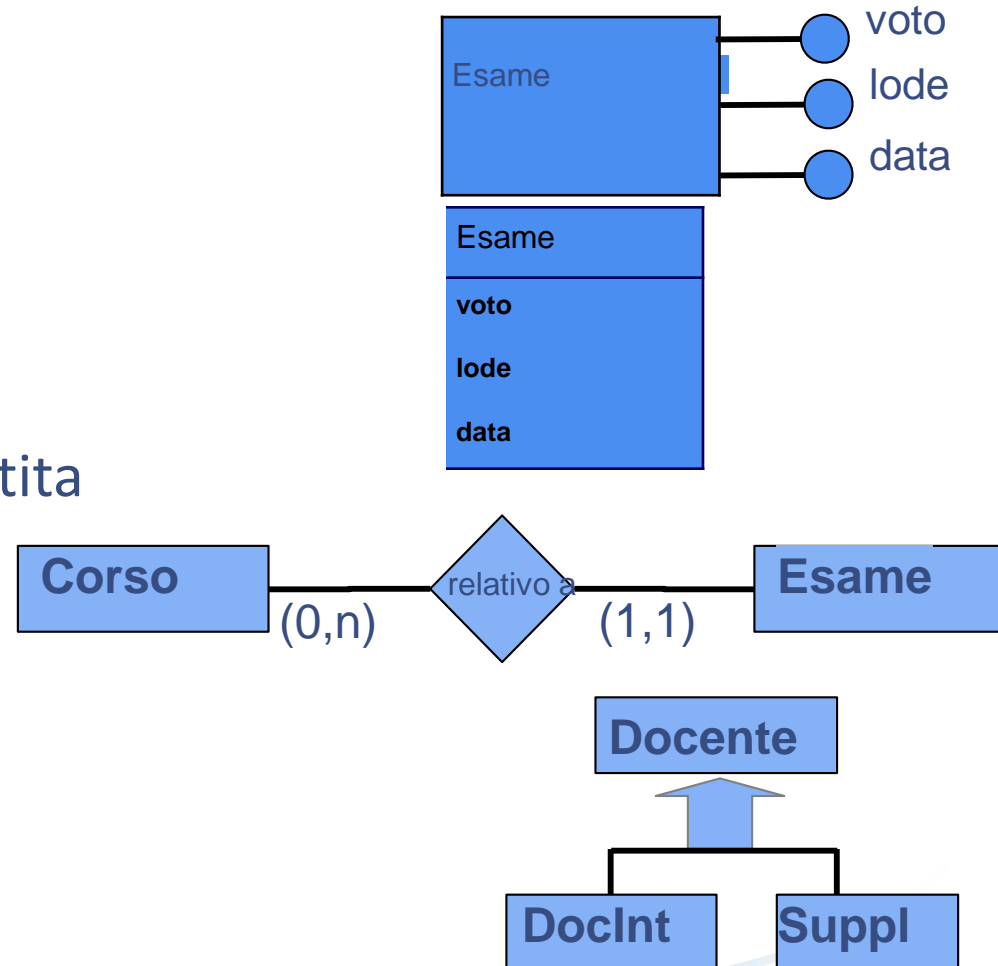 voto
Esame
lode
data
Esame
voto
lode
data
tita
Corso
relativo a
Esame
(0,n)
(1,1)
Docente
DocInt
Suppl